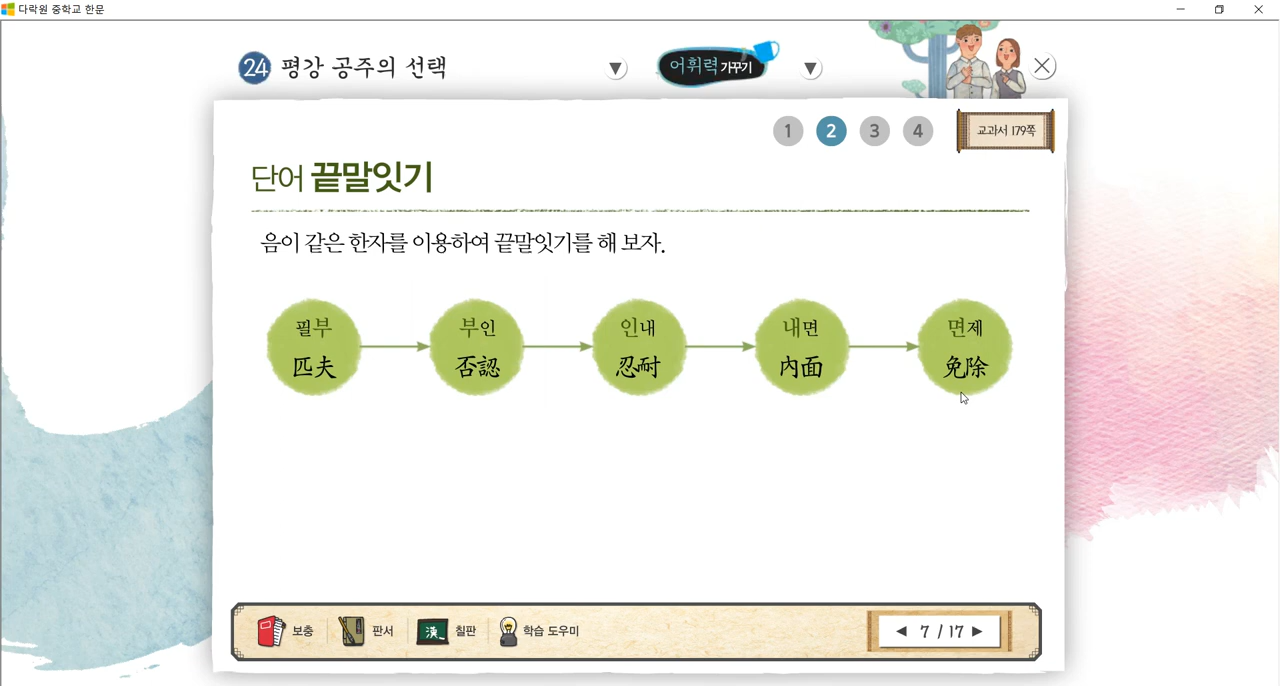 다락원 중학교 한문
24 평강 공주의 선택
▼
어휘력 가꾸기
▼
1 2 3 4
교과서 179쪽
단어 끝말잇기
음이 같은 한자를 이용하여 끝말잇기를 해 보자.
필부
匹夫
부인
否認
인내
忍耐
내면
內面
면제
免除
보충
판서
漢 칠판
학습 도우미
◀ 7 / 17 ▶